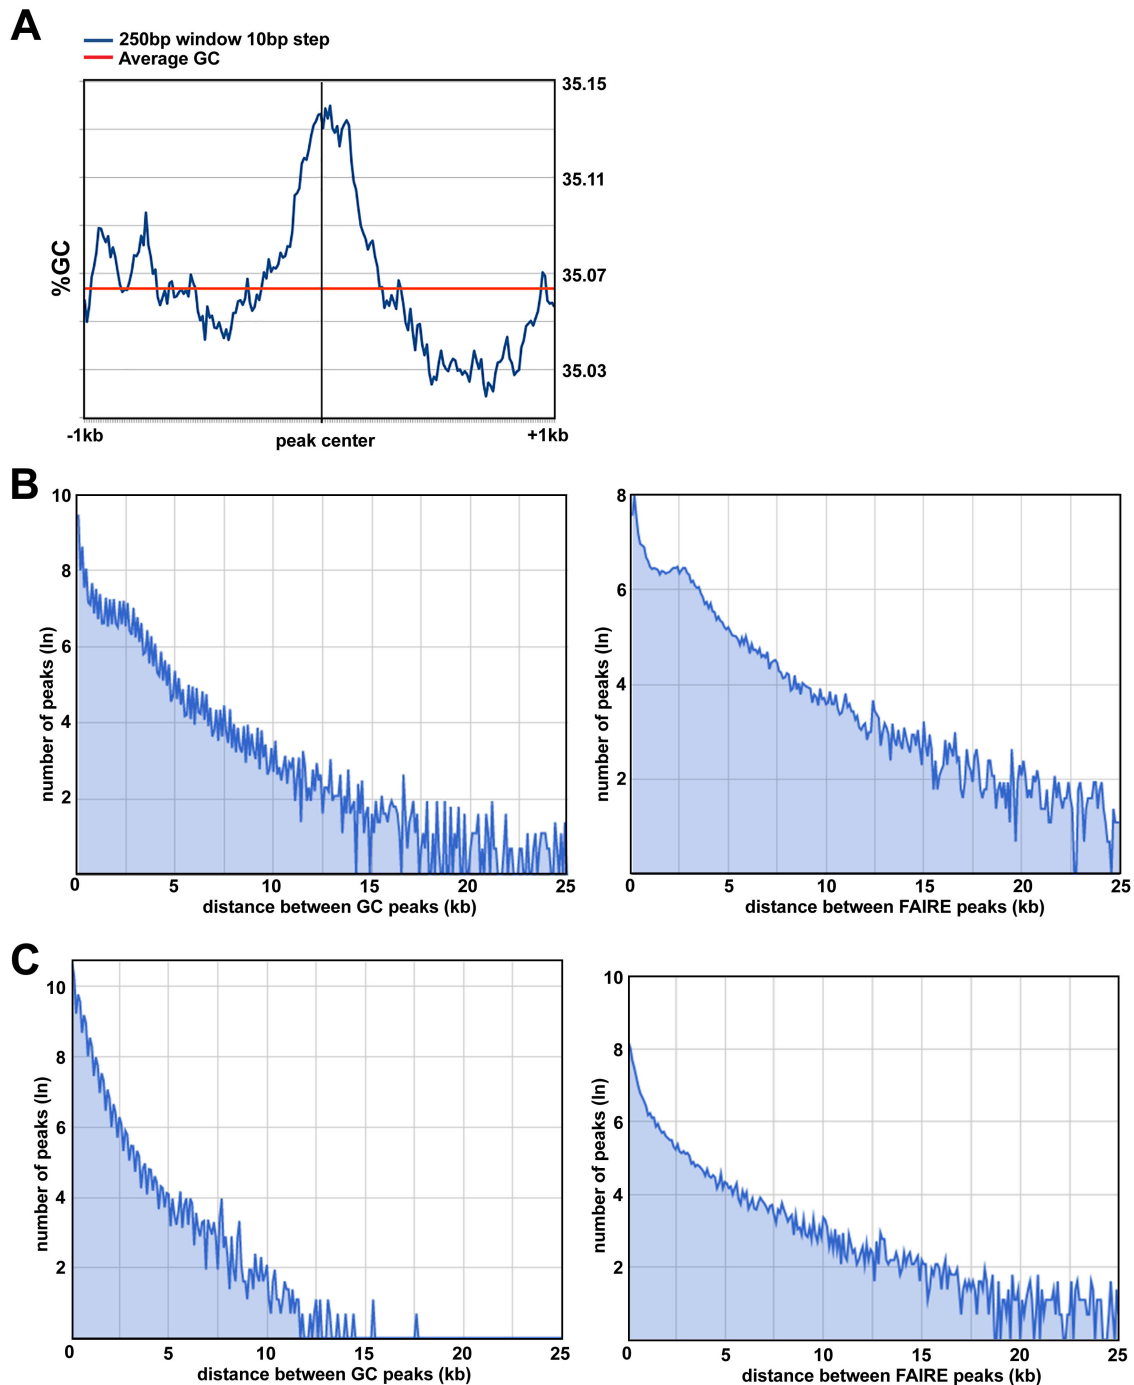 A
250bp window 10bp step
Average GC
35.15
35.11
35.07
35.03
%GC
-1kb
peak center
+1kb
B
10
8
6
4
2
number of peaks (ln)
0
5
10
15
20
25
distance between GC peaks (kb)
8
6
4
2
number of peaks (ln)
0
5
10
15
20
25
distance between FAIRE peaks (kb)
C
10
8
6
4
2
number of peaks (ln)
0
5
10
15
20
25
distance between GC peaks (kb)
10
8
6
4
2
number of peaks (ln)
0
5
10
15
20
25
distance between FAIRE peaks (kb)